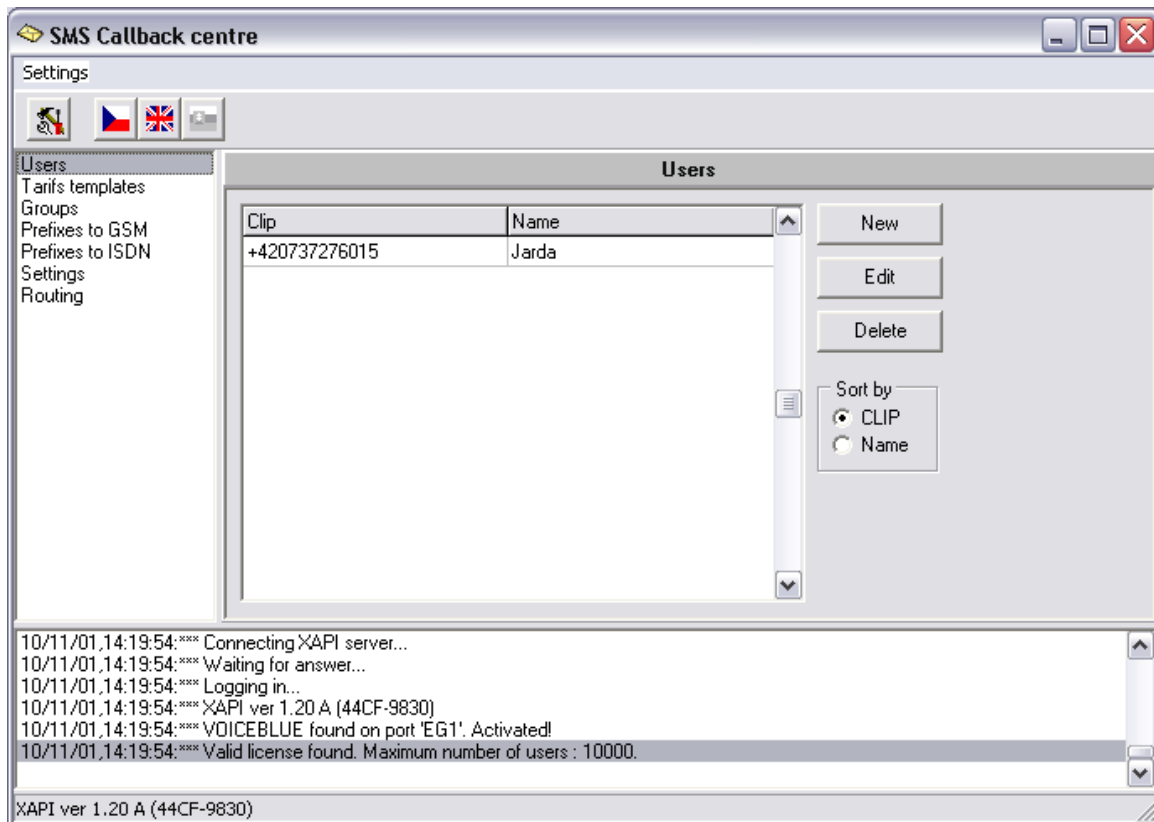 SMS Callback centre
Settings
Users
Tarifs templates
Groups
Prefixes to GSM
Prefixes to ISDN
Settings
Routing
Users
Clip Name
+420737276015 Jarda
New
Edit
Delete
Sort by
CLIP
Name
10/11/01,14:19:54:*** Connecting XAPI server...
10/11/01,14:19:54:*** Waiting for answer...
10/11/01,14:19:54:*** Logging in...
10/11/01,14:19:54:*** XAPI ver 1.20 A (44CF-9830)
10/11/01,14:19:54:*** VOICEBLUE found on port 'EG1'. Activated!
10/11/01,14:19:54:*** Valid license found. Maximum number of users : 10000.
XAPI ver 1.20 A (44CF-9830)